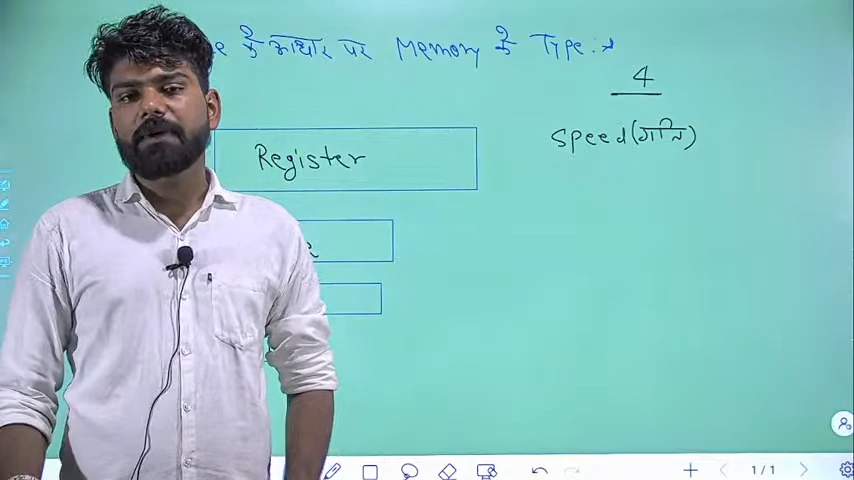 के आधार पर Memory के Type :→
4
Speed (गति)
Register
1/1